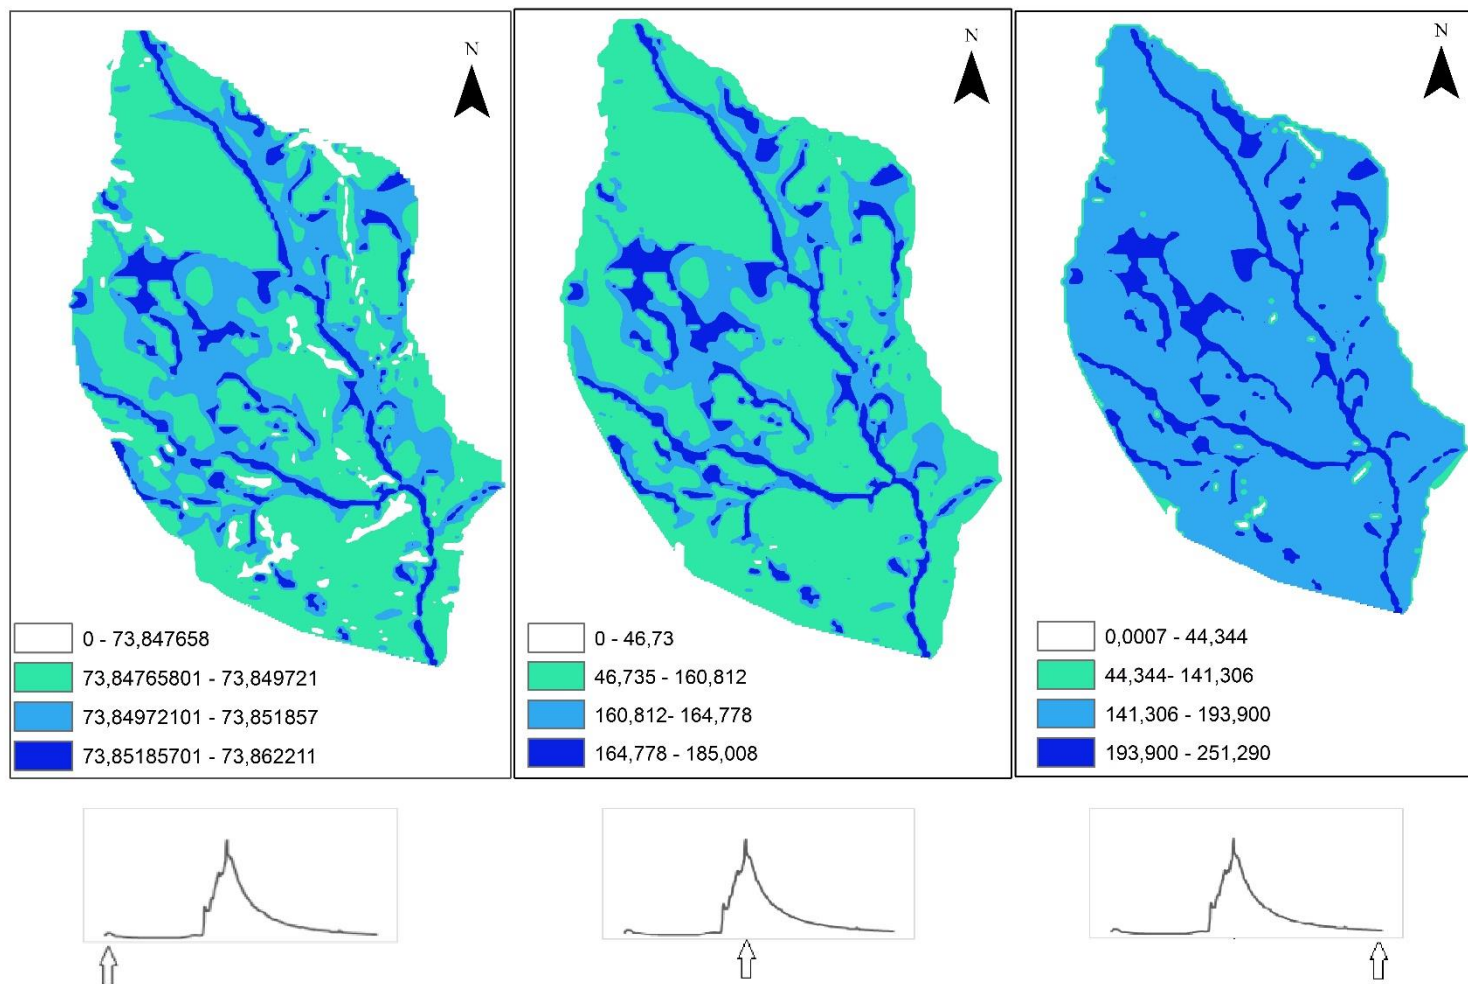 N
N
N
0 - 73,847658
73,84765801 - 73,849721
73,84972101 - 73,851857
73,85185701 - 73,862211
0 - 46,73
46,735 - 160,812
160,812- 164,778
164,778 - 185,008
0,0007 - 44,344
44,344- 141,306
141,306 - 193,900
193,900 - 251,290